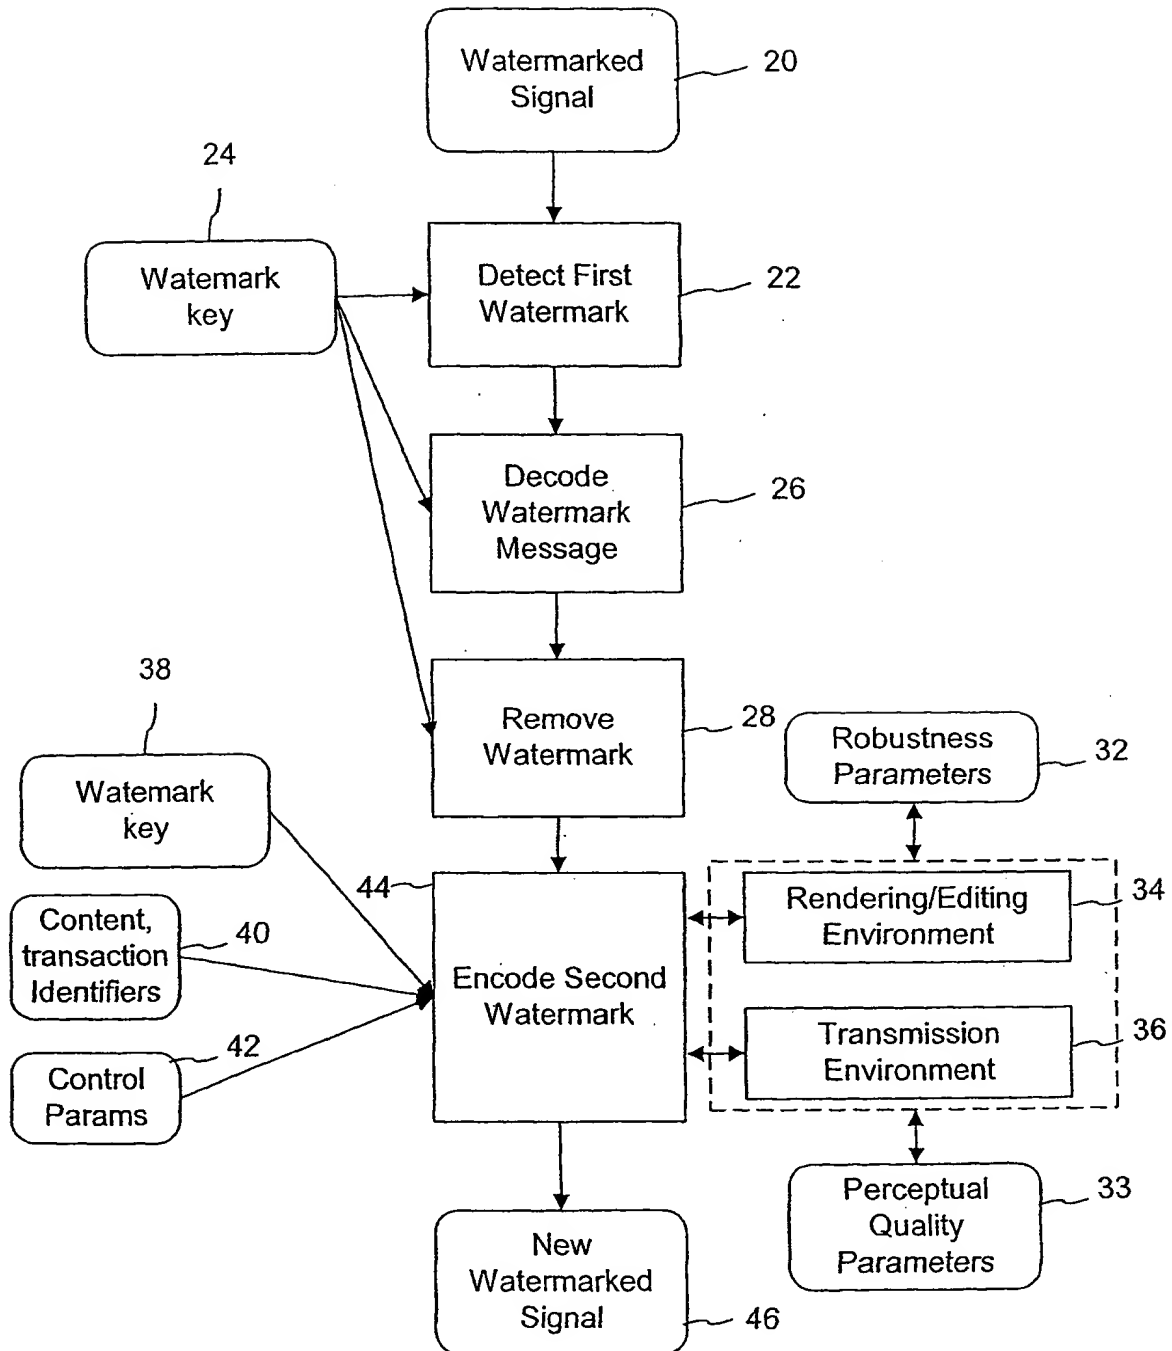 Watermarked
Signal
20
24
Watemark
key
Detect First
Watermark
22
Decode
Watermark
Message
26
38
Remove
Watermark
28
Robustness
Parameters
32
Watemark
key
44
Rendering/Editing
Environment
34
Content,
transaction
Identifiers
40
Encode Second
Watermark
Transmission
Environment
36
42
Control
Params
Perceptual
Quality
Parameters
33
New
Watermarked
Signal
46